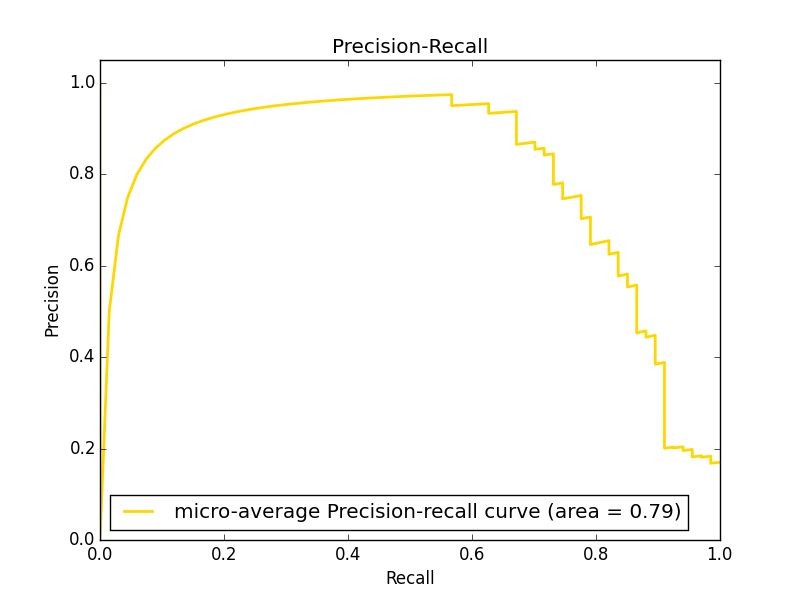 Precision-Recall
1.0
0.8
0.6
0.4
0.2
0.0
Precision
micro-average Precision-recall curve (area = 0.79)
0.0 0.2 0.4 0.6 0.8 1.0
Recall